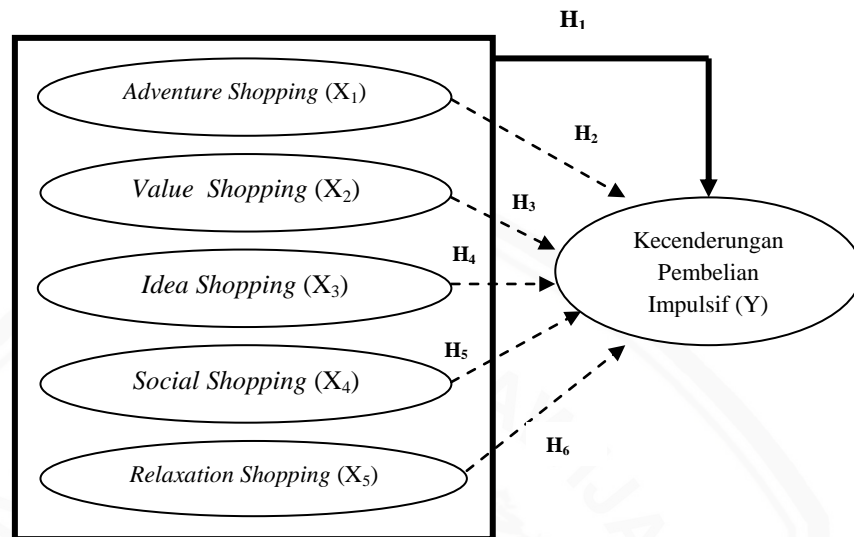 H₁
Adventure Shopping (X₁)
H₂
Value Shopping (X₂)
H₃
Kecenderungan
Pembelian
Impulsif (Y)
H₄
Idea Shopping (X₃)
H₅
Social Shopping (X₄)
H₆
Relaxation Shopping (X₅)